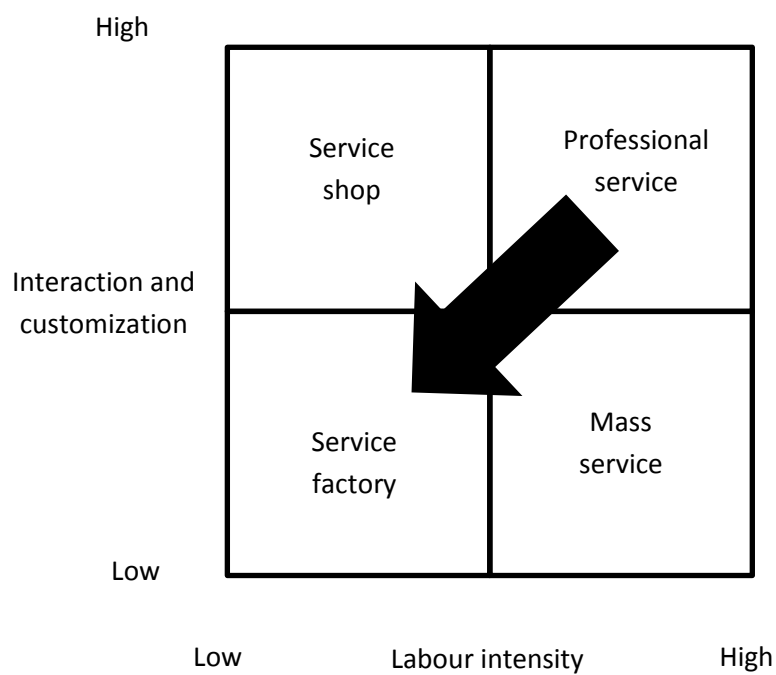 High
Service
shop
Professional
service
Interaction and
customization
Service
factory
Mass
service
Low
Low
Labour intensity
High